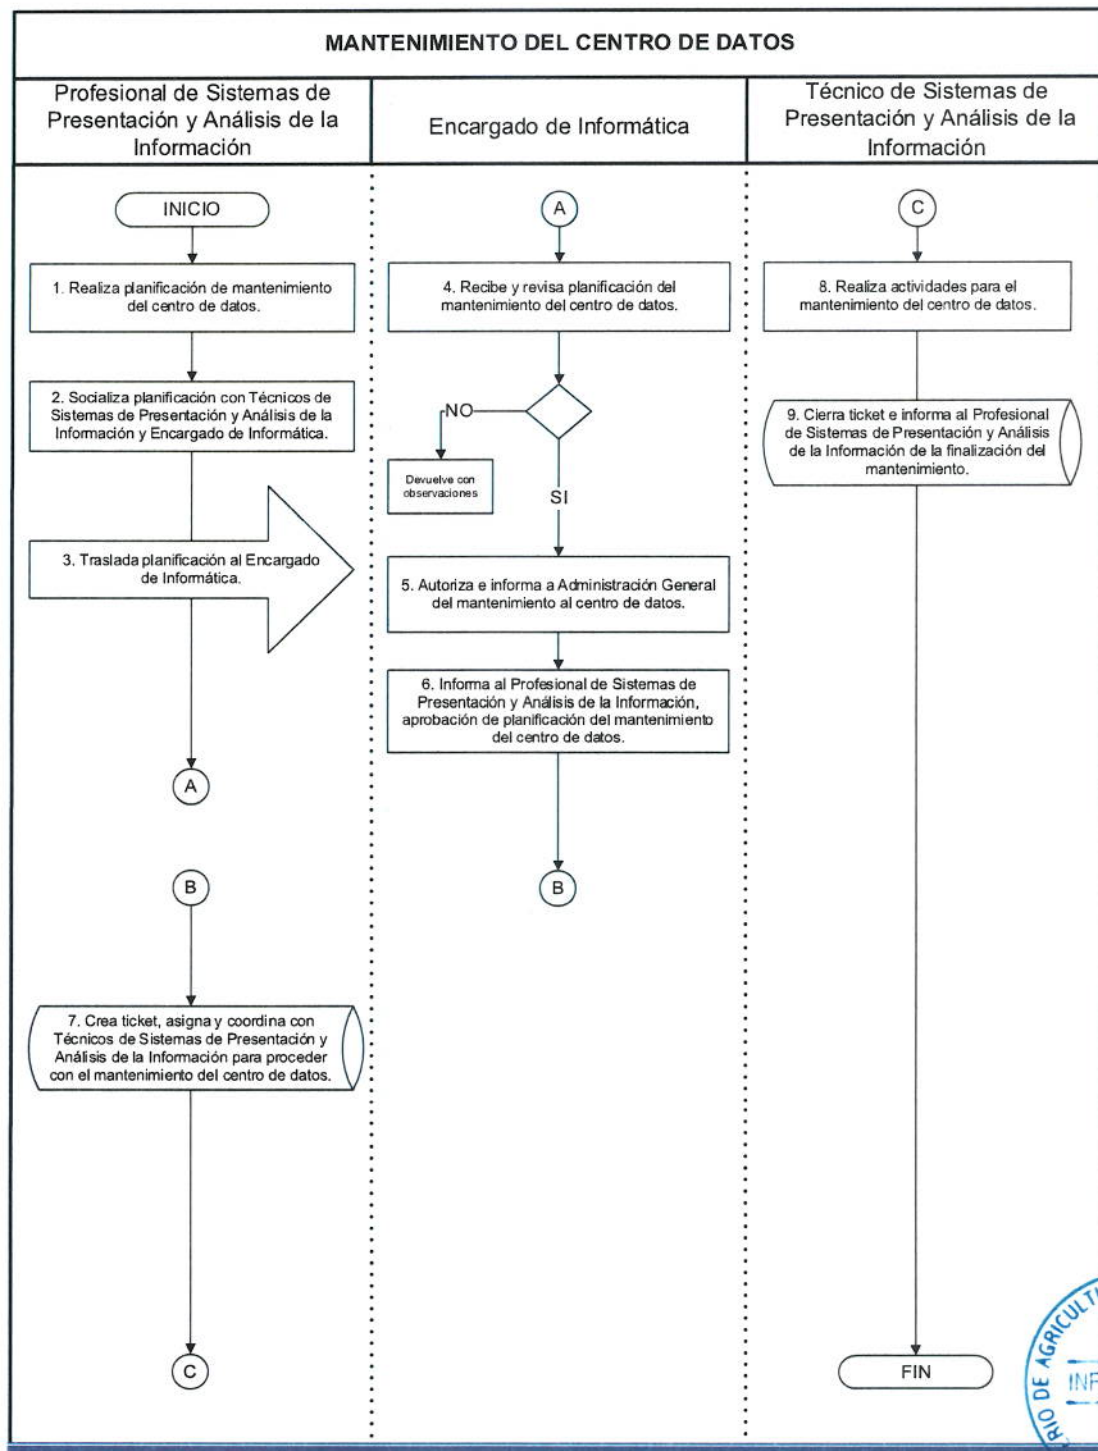 MANTENIMIENTO DEL CENTRO DE DATOS
Profesional de Sistemas de
Presentación y Análisis de la
Información
Encargado de Informática
Técnico de Sistemas de
Presentación y Análisis de la
Información
INICIO
1. Realiza planificación de mantenimiento
del centro de datos.
2. Socializa planificación con Técnicos de
Sistemas de Presentación y Análisis de la
Información y Encargado de Informática.
3. Traslada planificación al Encargado
de Informática.
A
B
7. Crea ticket, asigna y coordina con
Técnicos de Sistemas de Presentación y
Análisis de la Información para proceder
con el mantenimiento del centro de datos.
C
A
4. Recibe y revisa planificación del
mantenimiento del centro de datos.
NO
Devuelve con
observaciones
SI
5. Autoriza e informa a Administración General
del mantenimiento al centro de datos.
6. Informa al Profesional de Sistemas de
Presentación y Análisis de la Información,
aprobación de planificación del mantenimiento
del centro de datos.
B
C
8. Realiza actividades para el
mantenimiento del centro de datos.
9. Cierra ticket e informa al Profesional
de Sistemas de Presentación y Análisis
de la Información de la finalización del
mantenimiento.
FIN
DE